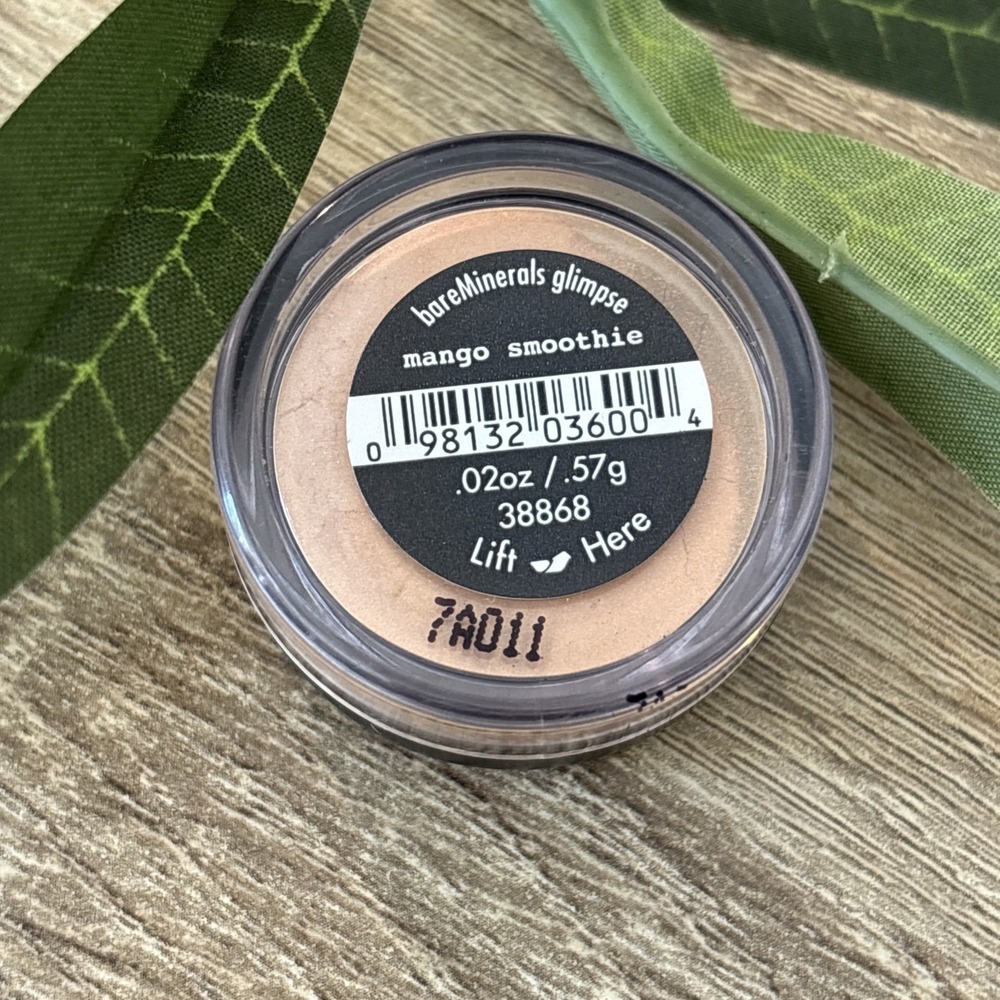 bareMinerals glimpse
mango smoothie
0 98132 03600 4
.02oz / .57g
38868
Lift Here
7A011